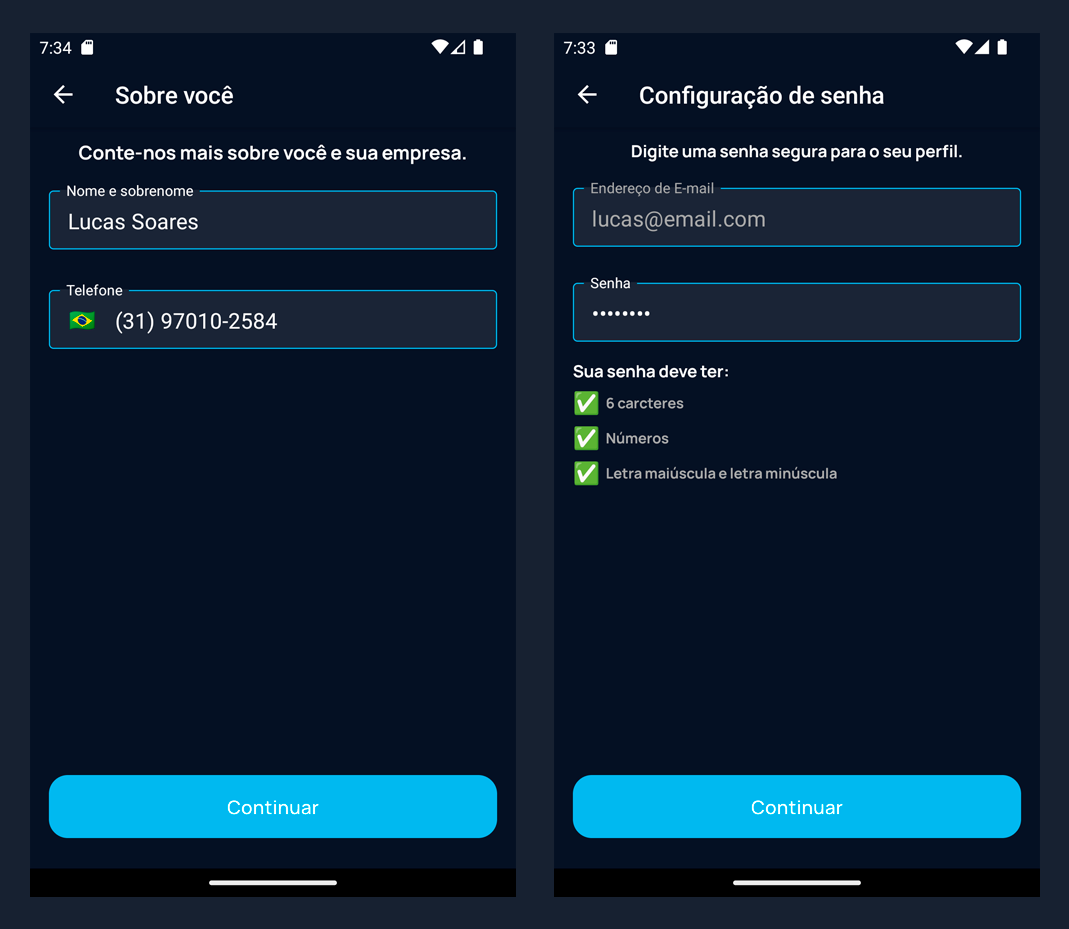 7:34
Sobre você
Conte-nos mais sobre você e sua empresa.
Nome e sobrenome
Lucas Soares
Telefone
(31) 97010-2584
Continuar
7:33
Configuração de senha
Digite uma senha segura para o seu perfil.
Endereço de E-mail
lucas@email.com
Senha
••••••••
Sua senha deve ter:
6 carcteres
Números
Letra maiúscula e letra minúscula
Continuar